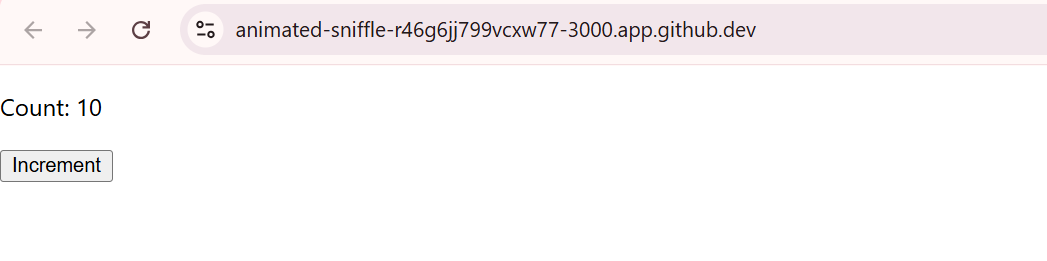 animated-sniffle-r46g6jj799vcxw77-3000.app.github.dev
Count: 10
Increment